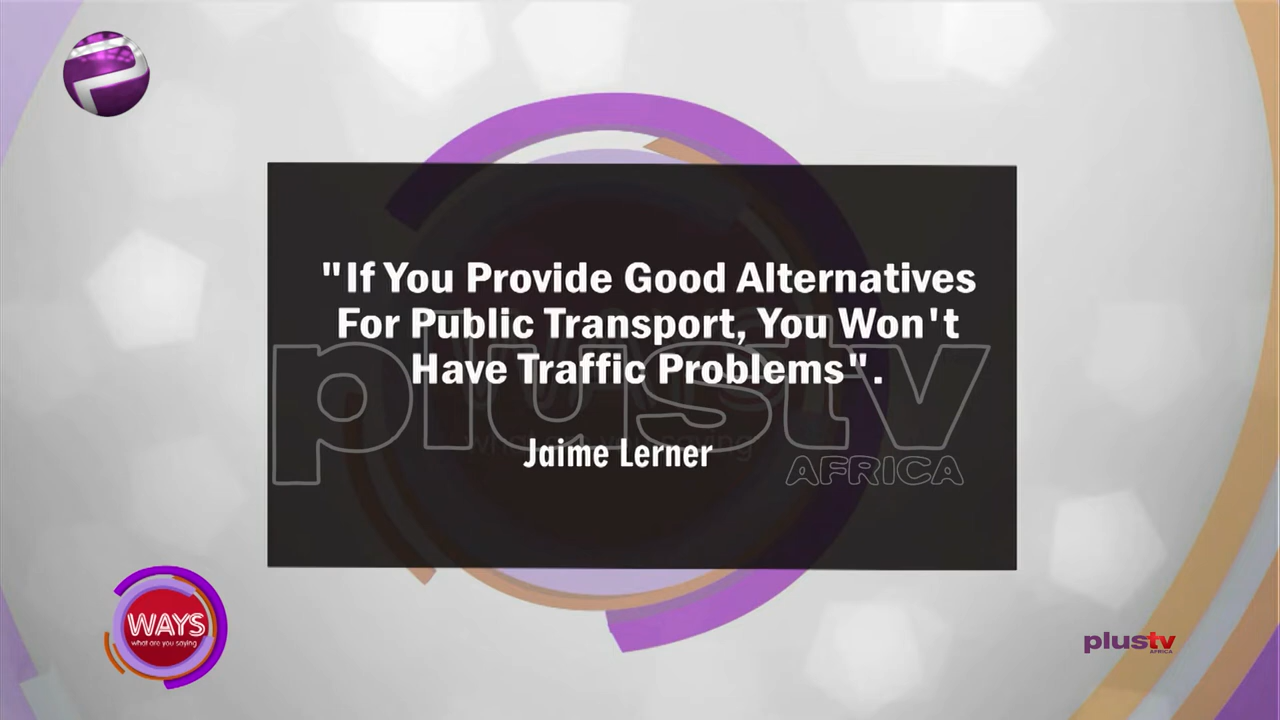 "If You Provide Good Alternatives
For Public Transport, You Won't
Have Traffic Problems".
plustv
AFRICA
Jaime Lerner
WAYS
what are you saying
plustv
AFRICA